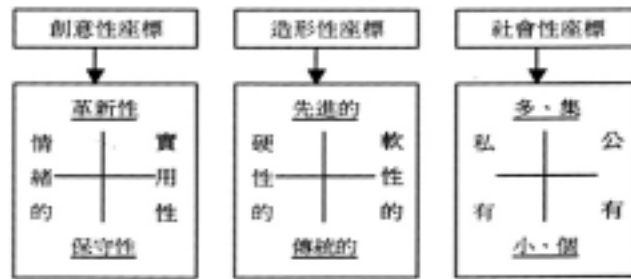 創意性座標
造形性座標
社會性座標
革新性
情緒的
實用性
保守性
先進的
硬性的
軟性的
傳統的
多、集
私有
公有
小、個